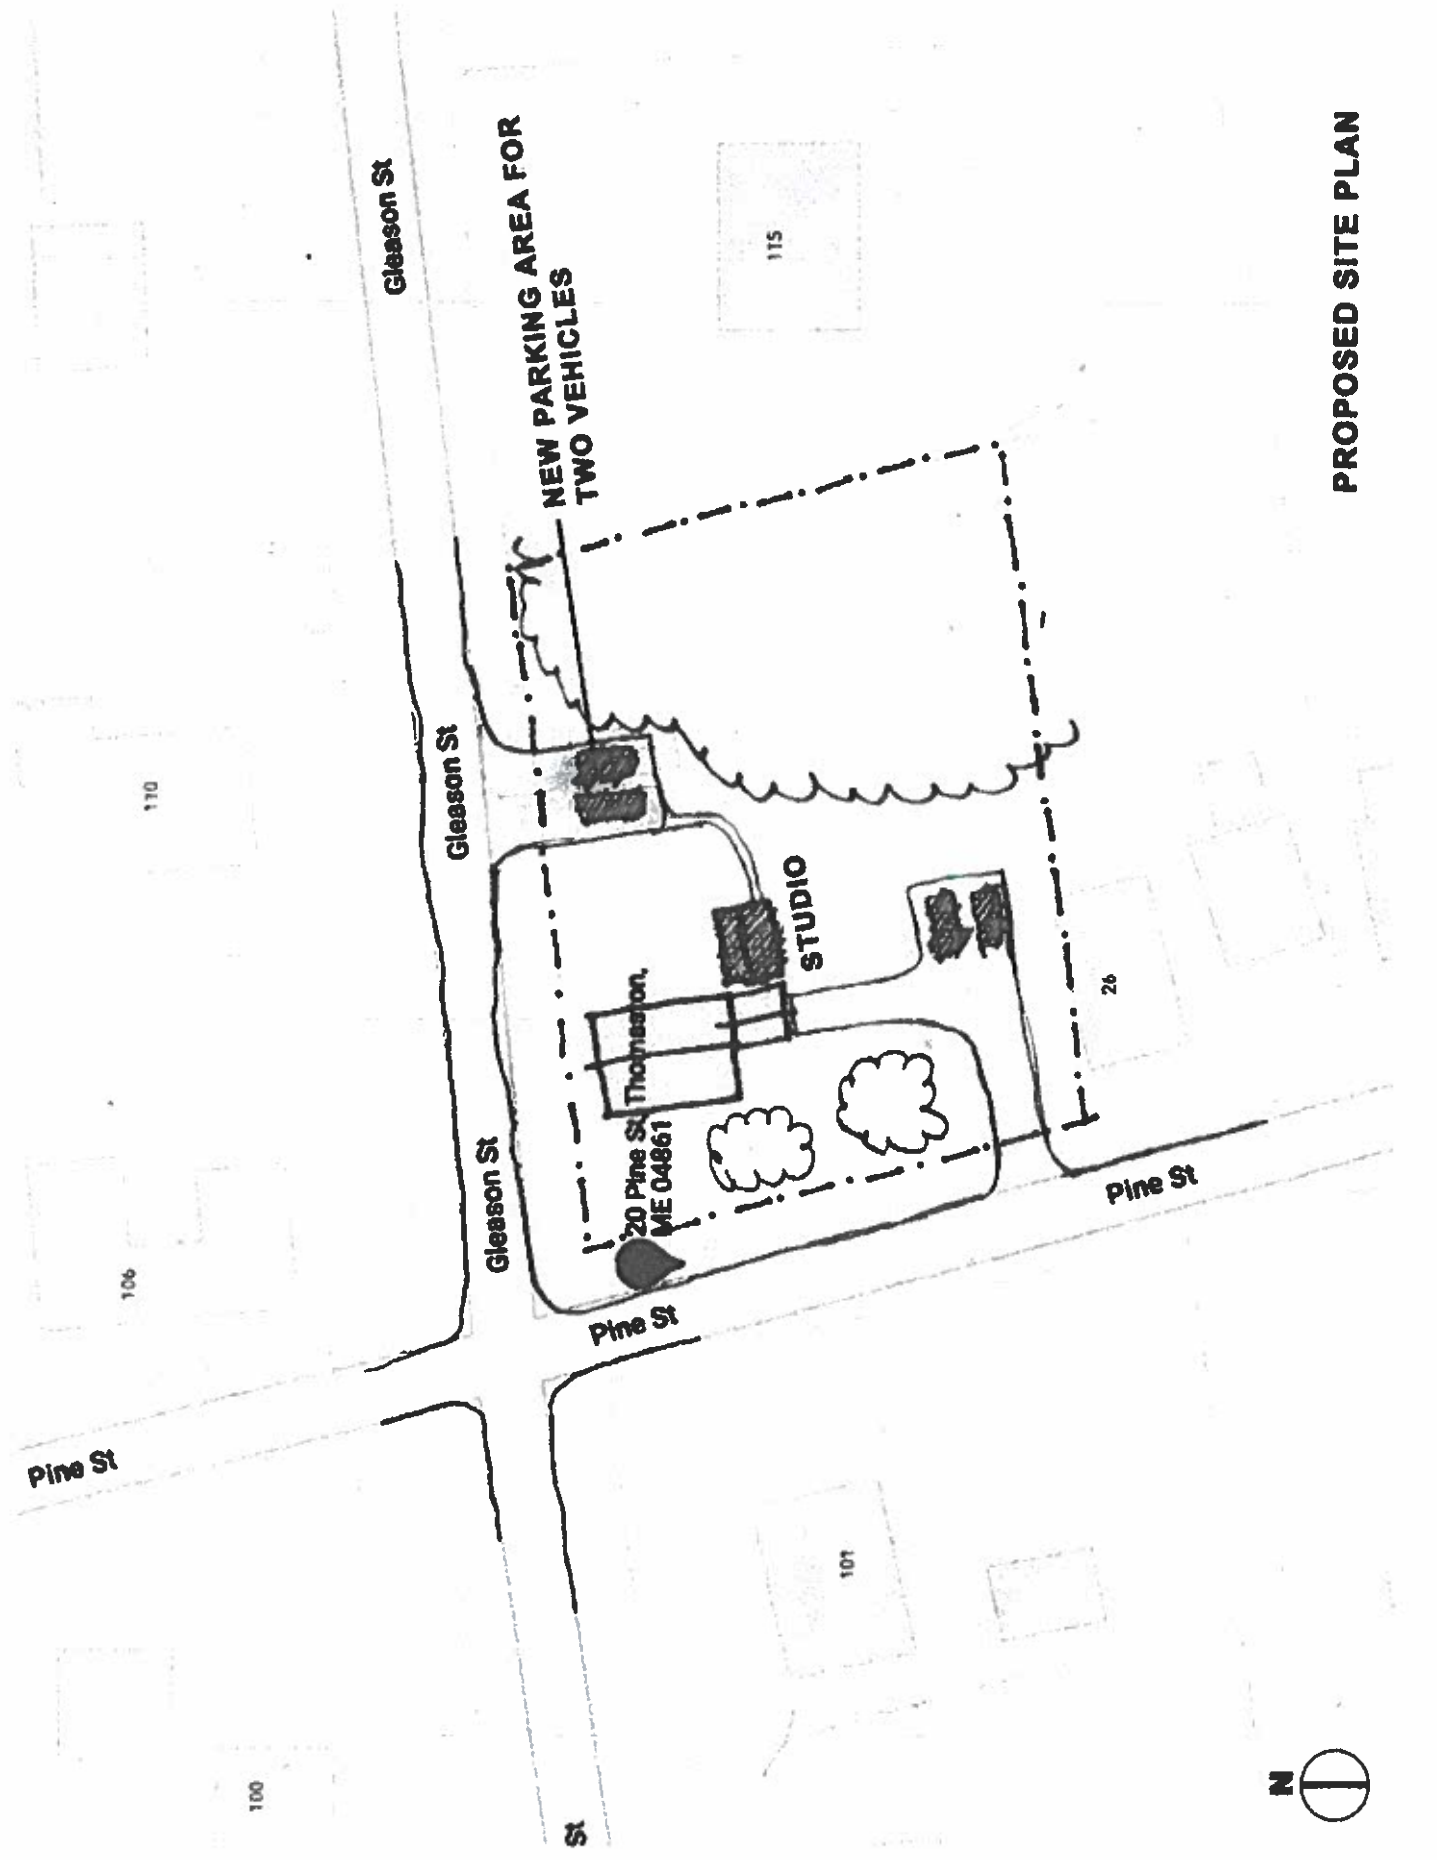 Pine St
Gleason St
Gleason St
Gleason St
St
Pine St
Pine St
NEW PARKING AREA FOR
TWO VEHICLES
20 Pine St, Thomaston,
ME 04861
STUDIO
100
106
110
115
101
26
N
PROPOSED SITE PLAN